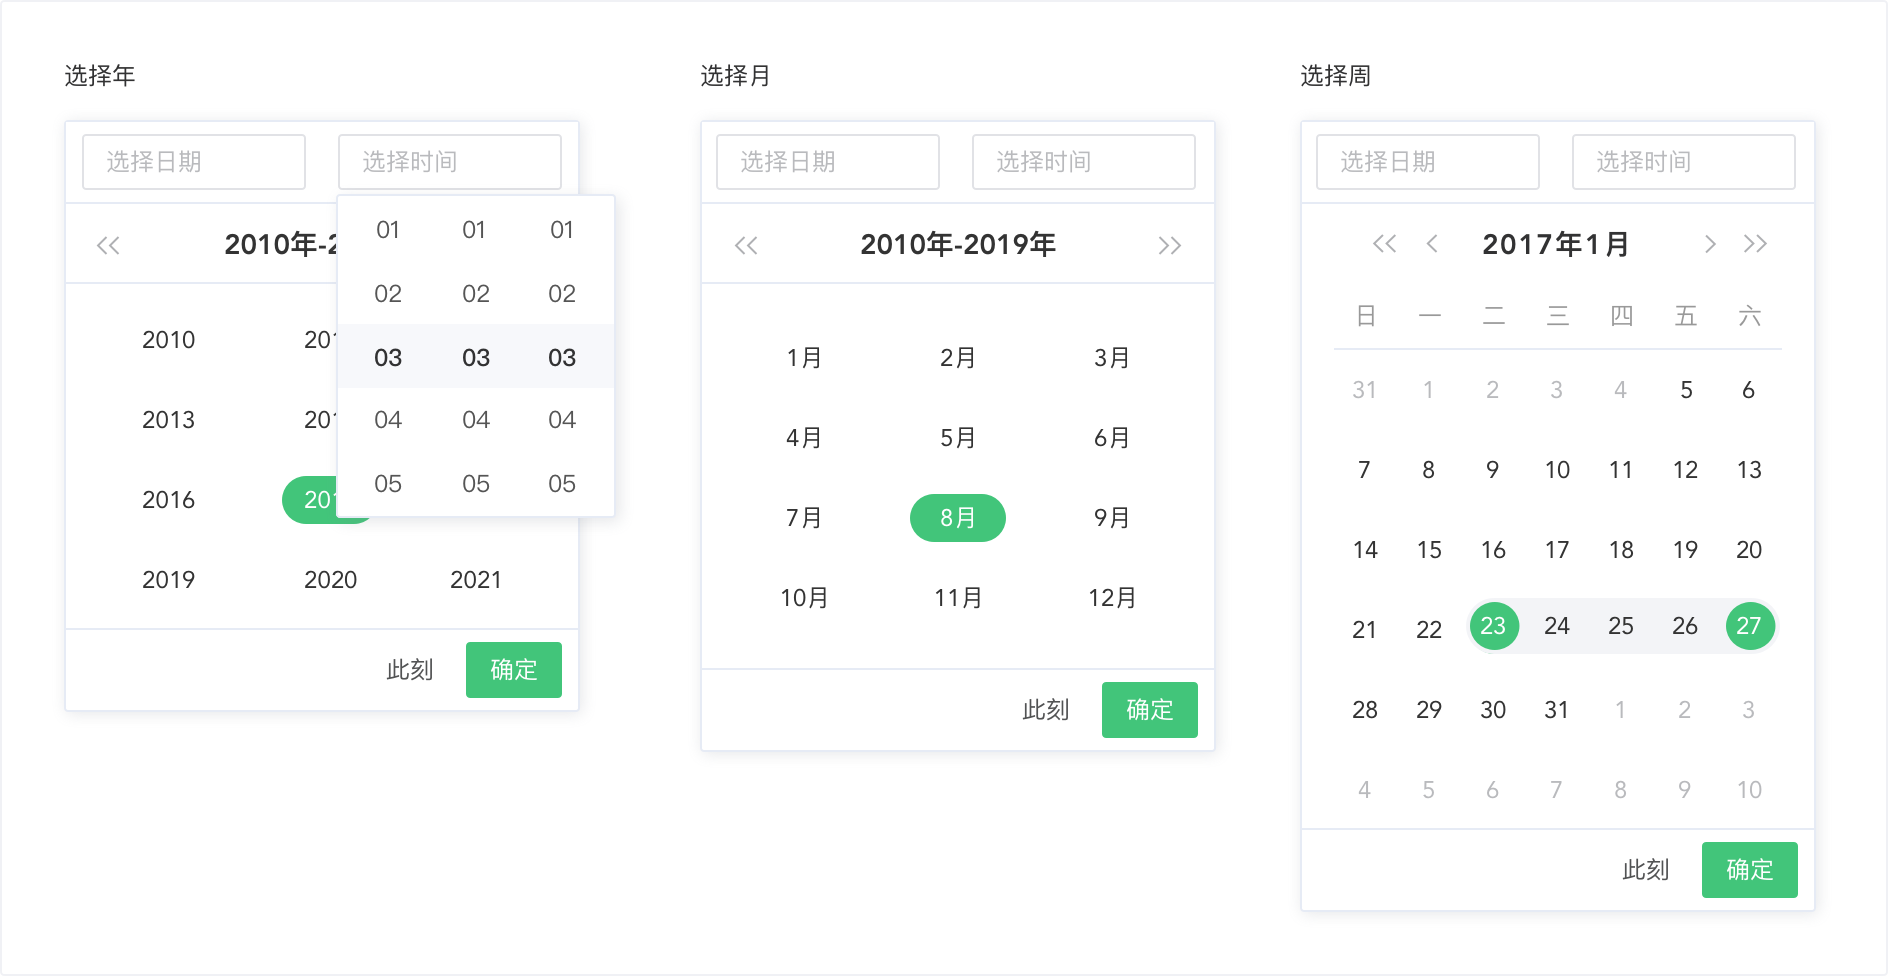 选择年
选择日期 选择时间
2010年-2
01 01 01
02 02 02
03 03 03
04 04 04
05 05 05
2010 201
2013 201
2016 201
2019 2020 2021
此刻 确定
选择月
选择日期 选择时间
2010年-2019年
1月 2月 3月
4月 5月 6月
7月 8月 9月
10月 11月 12月
此刻 确定
选择周
选择日期 选择时间
2017年1月
日 一 二 三 四 五 六
31 1 2 3 4 5 6
7 8 9 10 11 12 13
14 15 16 17 18 19 20
21 22 23 24 25 26 27
28 29 30 31 1 2 3
4 5 6 7 8 9 10
此刻 确定